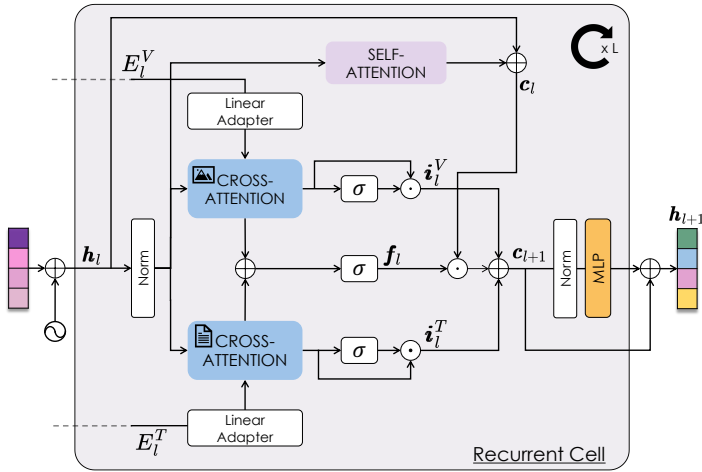 x L
E_l^V
SELF-
ATTENTION
c_l
Linear
Adapter
CROSS-
ATTENTION
σ
i_l^V
h_l
Norm
σ
f_l
c_{l+1}
Norm
MLP
h_{l+1}
CROSS-
ATTENTION
σ
i_l^T
E_l^T
Linear
Adapter
Recurrent Cell